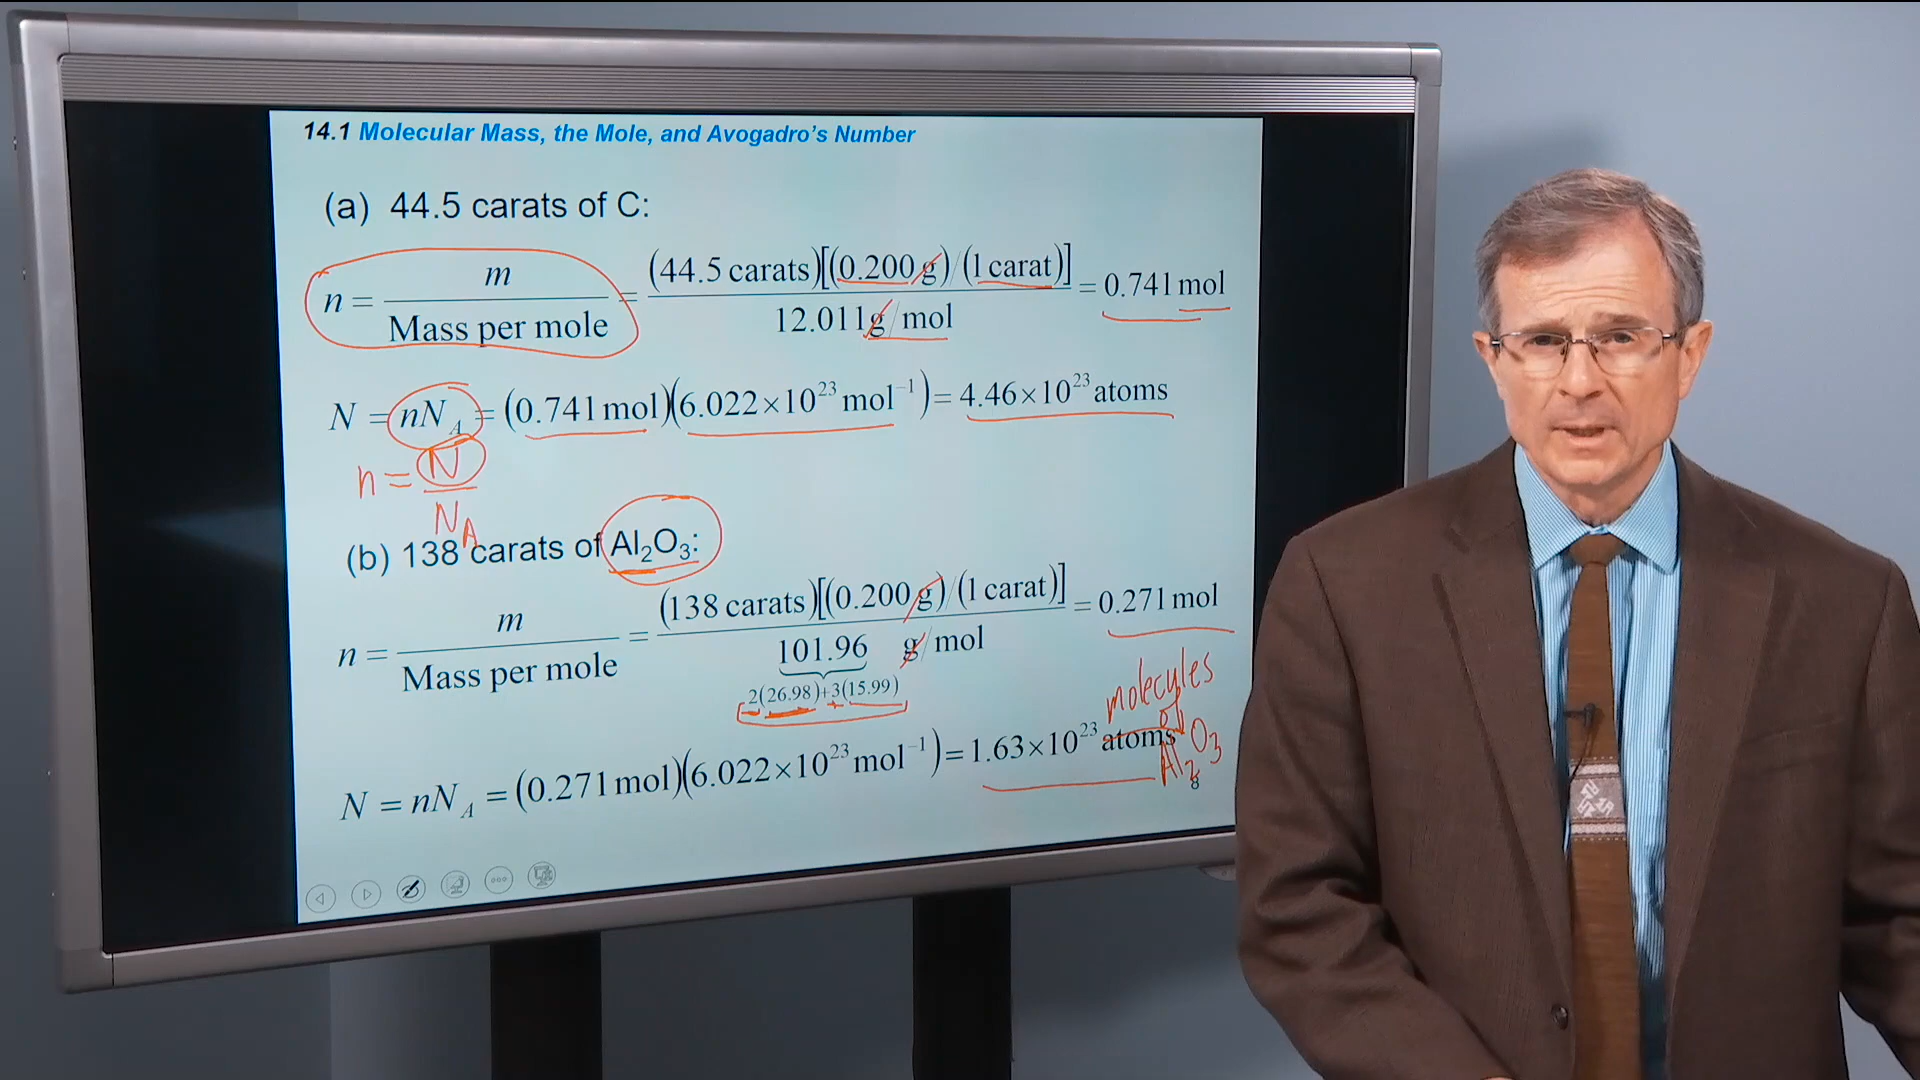 14.1 Molecular Mass, the Mole, and Avogadro's Number
(a) 44.5 carats of C:
n = m / Mass per mole = (44.5 carats)[(0.200 g)/(1 carat)] / 12.011 g/mol = 0.741 mol
N = nN_A = (0.741 mol)(6.022×10^23 mol^-1) = 4.46×10^23 atoms
n = N / N_A
(b) 138 carats of Al₂O₃:
n = m / Mass per mole = (138 carats)[(0.200 g)/(1 carat)] / 101.96 g/mol = 0.271 mol
2(26.98)+3(15.99)
molecules
of
N = nN_A = (0.271 mol)(6.022×10^23 mol^-1) = 1.63×10^23 atoms
Al₂O₃
8